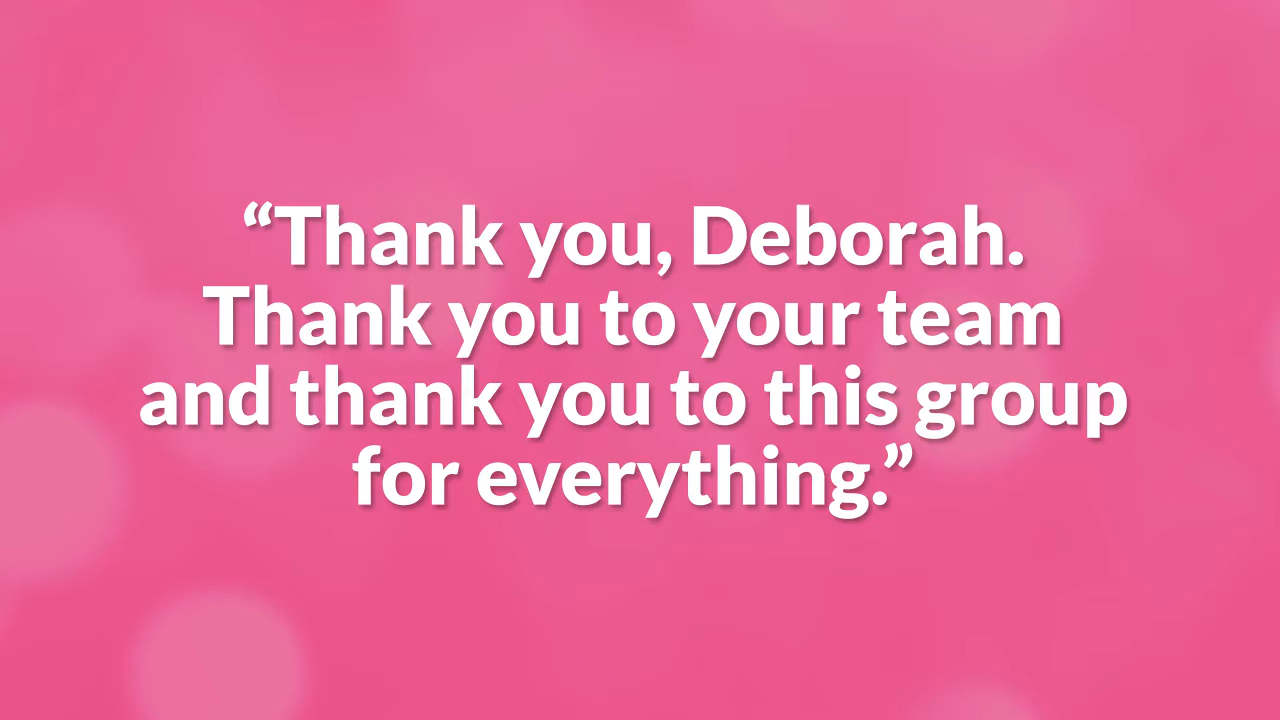 “Thank you, Deborah.
Thank you to your team
and thank you to this group
for everything.”